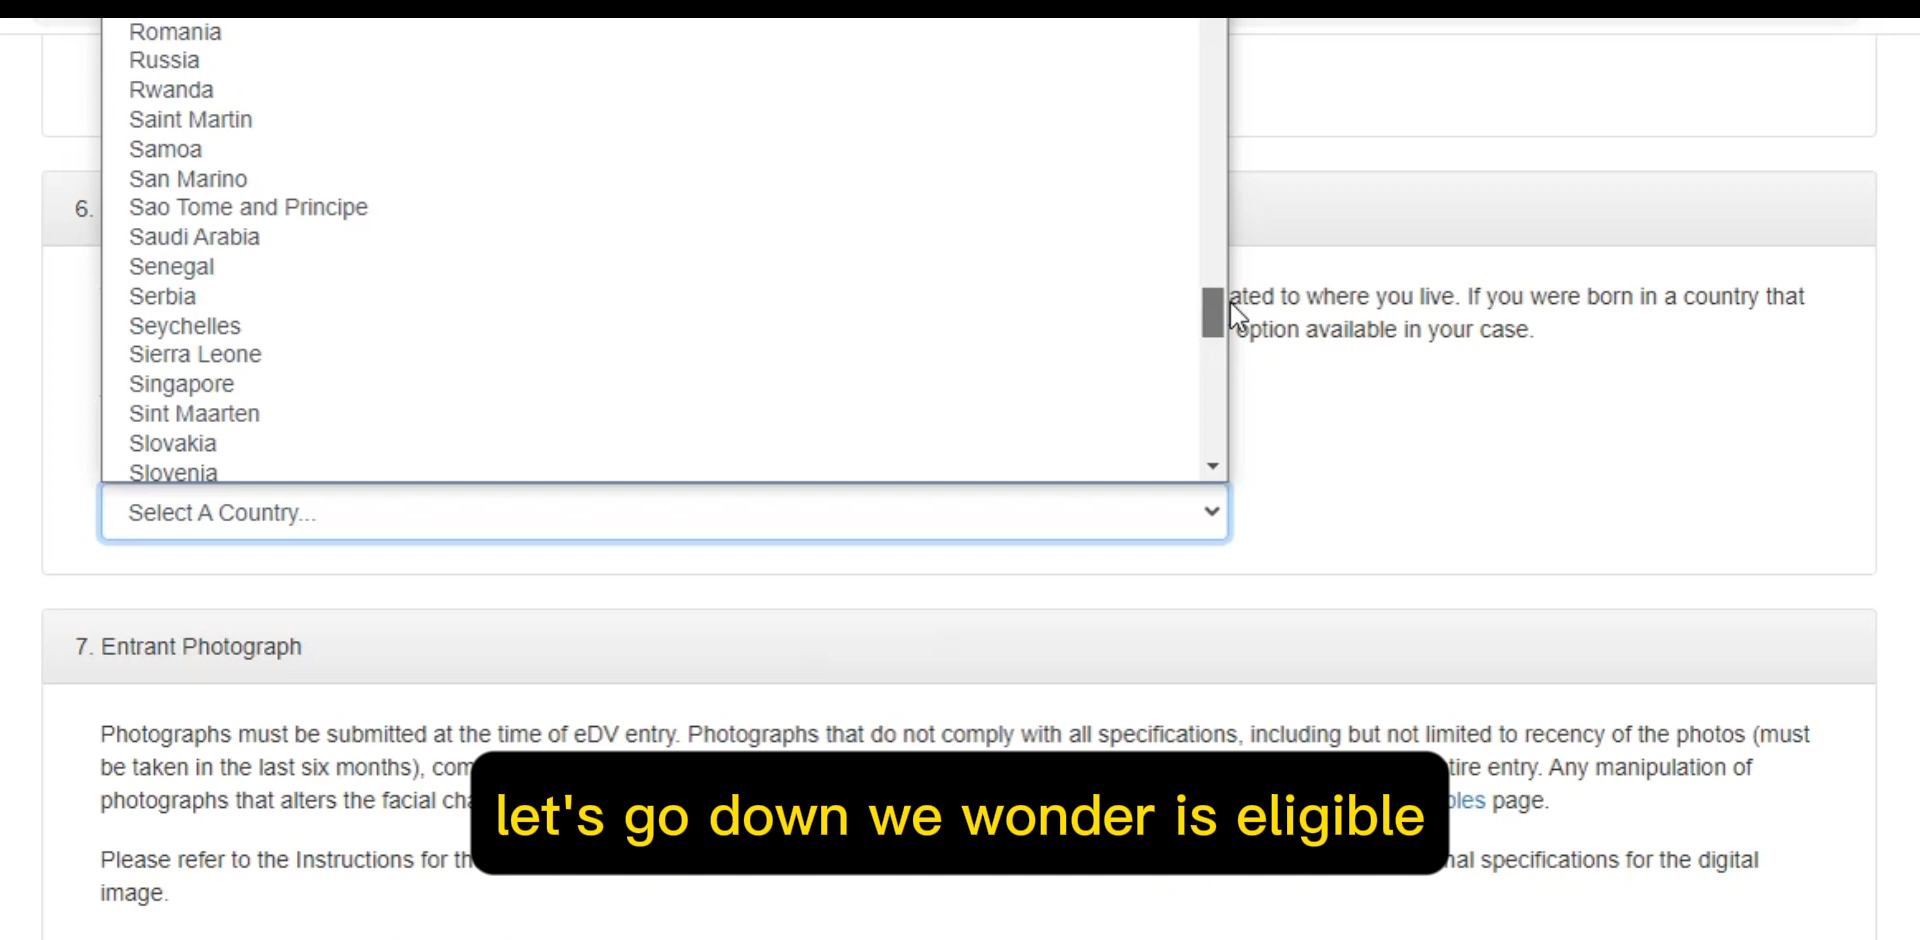 Romania
Russia
Rwanda
Saint Martin
Samoa
San Marino
6.
Sao Tome and Principe
Saudi Arabia
Senegal
Serbia
ated to where you live. If you were born in a country that
Seychelles
option available in your case.
Sierra Leone
Singapore
Sint Maarten
Slovakia
Slovenia
Select A Country...
7. Entrant Photograph
Photographs must be submitted at the time of eDV entry. Photographs that do not comply with all specifications, including but not limited to recency of the photos (must
be taken in the last six months), com tire entry. Any manipulation of
photographs that alters the facial cha bles page.
let's go down we wonder is eligible
Please refer to the Instructions for th nal specifications for the digital
image.